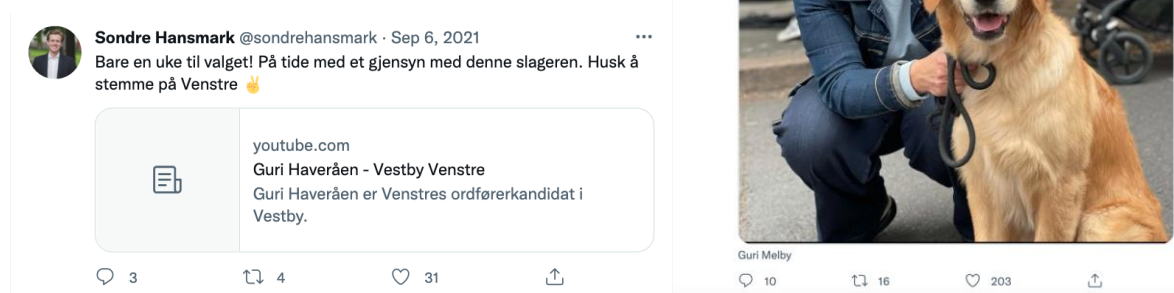 Sondre Hansmark @sondrehansmark · Sep 6, 2021
Bare en uke til valget! På tide med et gjensyn med denne slageren. Husk å
stemme på Venstre ✌️
youtube.com
Guri Haveråen - Vestby Venstre
Guri Haveråen er Venstres ordførerkandidat i
Vestby.
3 4 31
Guri Melby
10 16 203